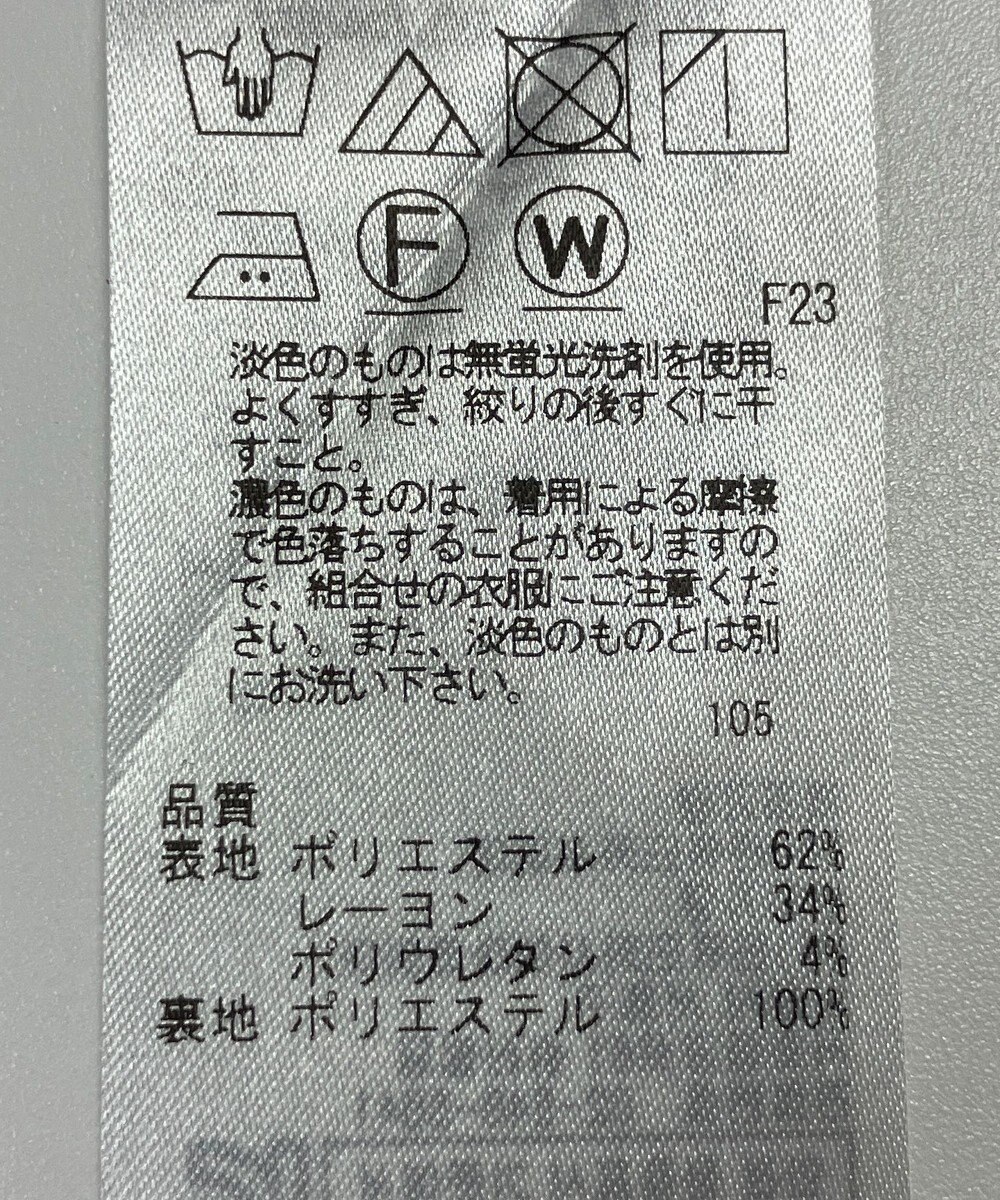 F W
F23
淡色のものは無蛍光洗剤を使用。
よくすすぎ、絞りの後すぐに干
すこと。
濃色のものは、着用による摩擦
で色落ちすることがありますの
で、組合せの衣服にご注意くだ
さい。また、淡色のものとは別
にお洗い下さい。
105
品質
表地 ポリエステル 62%
レーヨン 34%
ポリウレタン 4%
裏地 ポリエステル 100%